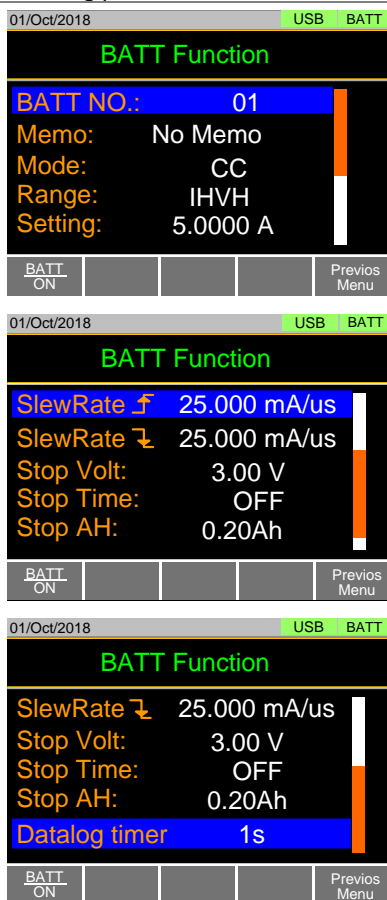 01/Oct/2018 USB BATT
BATT Function
BATT NO.: 01
Memo: No Memo
Mode: CC
Range: IHVH
Setting: 5.0000 A
BATT
ON
Previos
Menu
01/Oct/2018 USB BATT
BATT Function
SlewRate 25.000 mA/us
SlewRate 25.000 mA/us
Stop Volt: 3.00 V
Stop Time: OFF
Stop AH: 0.20Ah
BATT
ON
Previos
Menu
01/Oct/2018 USB BATT
BATT Function
SlewRate 25.000 mA/us
Stop Volt: 3.00 V
Stop Time: OFF
Stop AH: 0.20Ah
Datalog timer 1s
BATT
ON
Previos
Menu